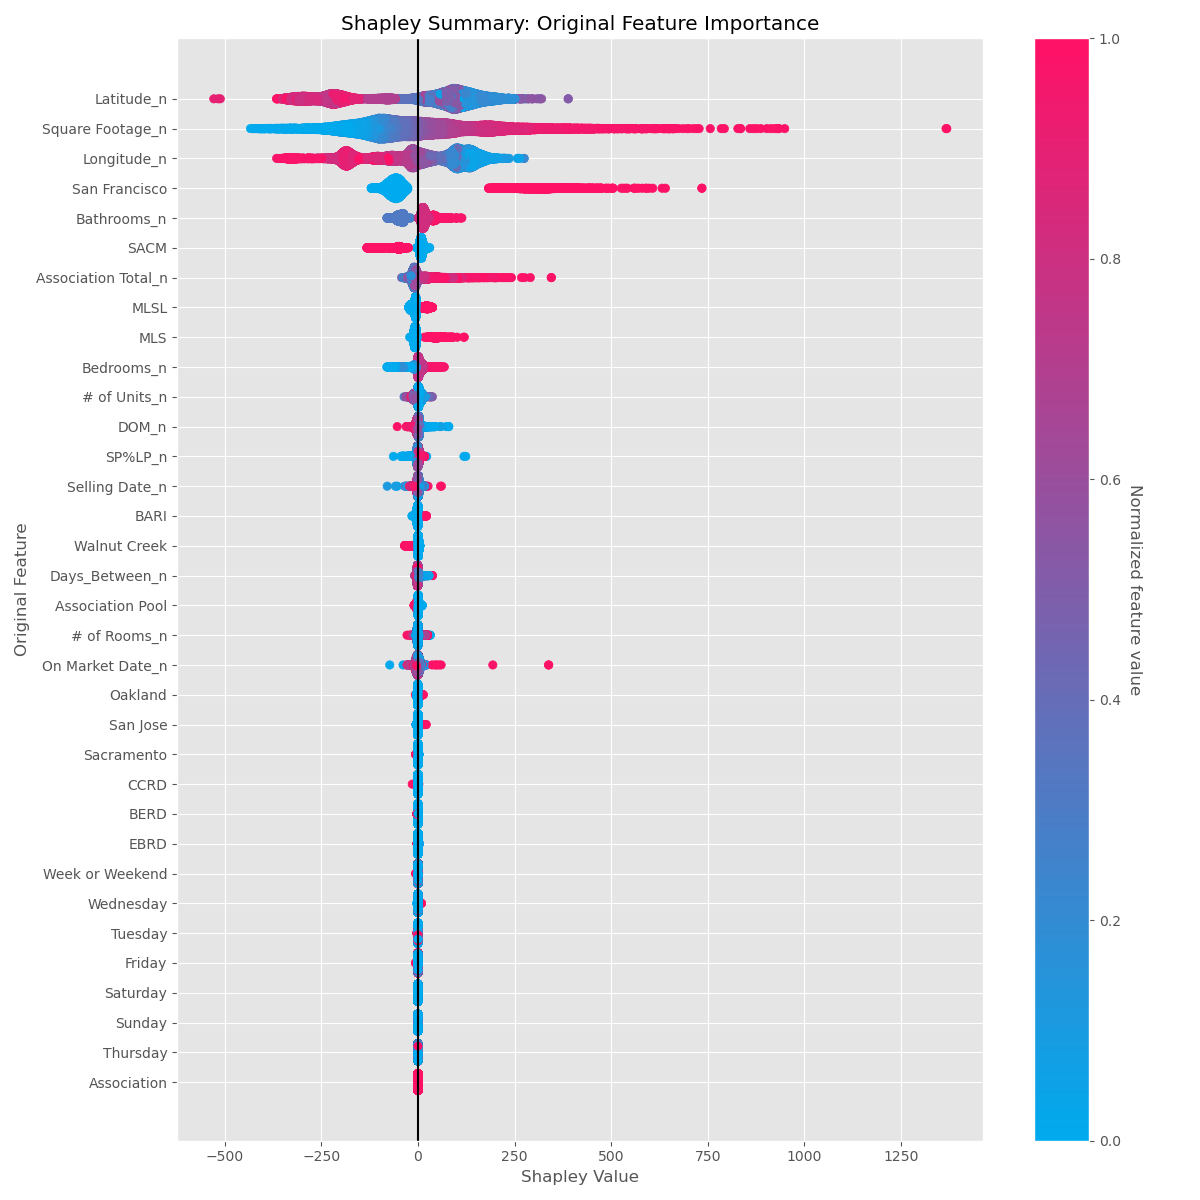 Shapley Summary: Original Feature Importance
Original Feature
Latitude_n
Square Footage_n
Longitude_n
San Francisco
Bathrooms_n
SACM
Association Total_n
MLSL
MLS
Bedrooms_n
# of Units_n
DOM_n
SP%LP_n
Selling Date_n
BARI
Walnut Creek
Days_Between_n
Association Pool
# of Rooms_n
On Market Date_n
Oakland
San Jose
Sacramento
CCRD
BERD
EBRD
Week or Weekend
Wednesday
Tuesday
Friday
Saturday
Sunday
Thursday
Association
−500 −250 0 250 500 750 1000 1250
Shapley Value
1.0
0.8
0.6
0.4
0.2
0.0
Normalized feature value